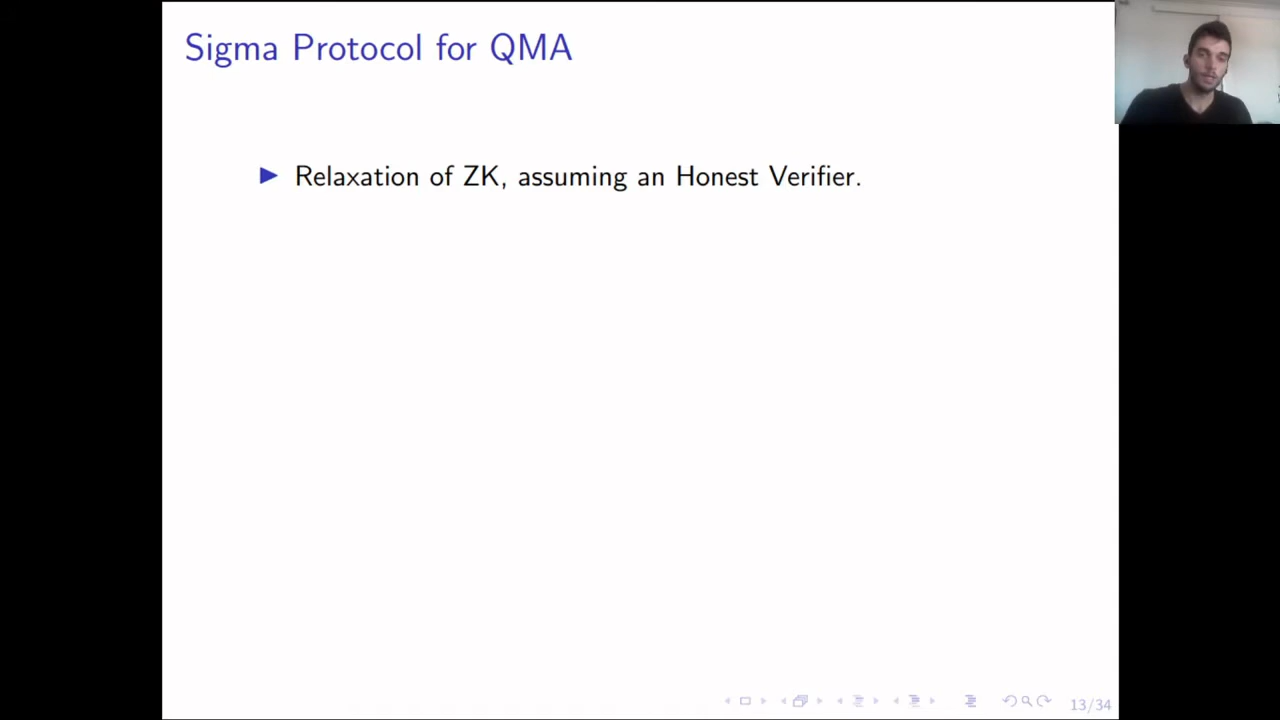 Sigma Protocol for QMA
Relaxation of ZK, assuming an Honest Verifier.
13/34